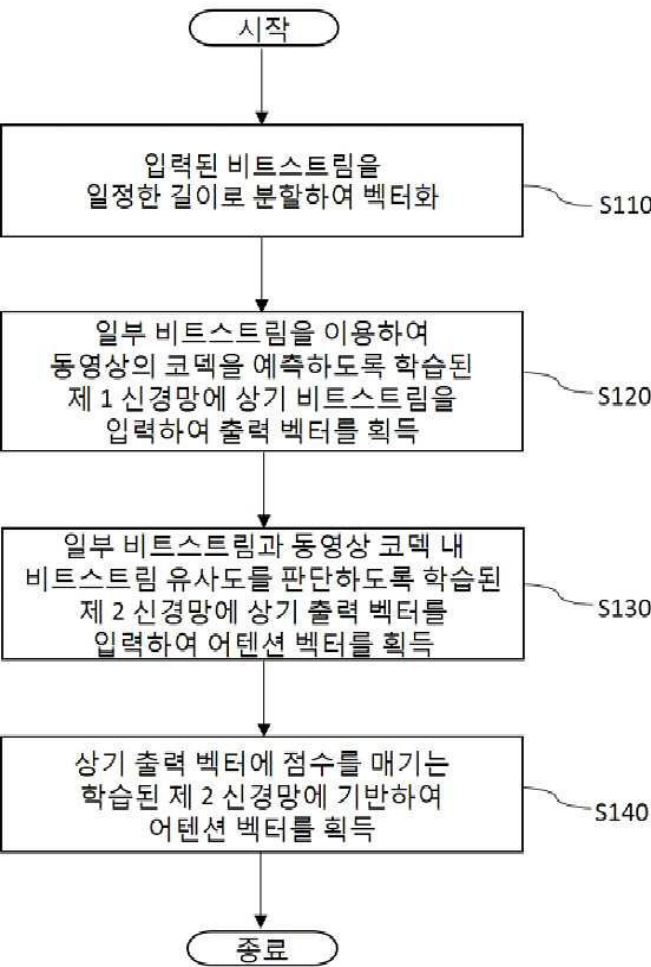 시작
입력된 비트스트림을
일정한 길이로 분할하여 벡터화
S110
일부 비트스트림을 이용하여
동영상의 코덱을 예측하도록 학습된
제 1 신경망에 상기 비트스트림을
입력하여 출력 벡터를 획득
S120
일부 비트스트림과 동영상 코덱 내
비트스트림 유사도를 판단하도록 학습된
제 2 신경망에 상기 출력 벡터를
입력하여 어텐션 벡터를 획득
S130
상기 출력 벡터에 점수를 매기는
학습된 제 2 신경망에 기반하여
어텐션 벡터를 획득
S140
종료